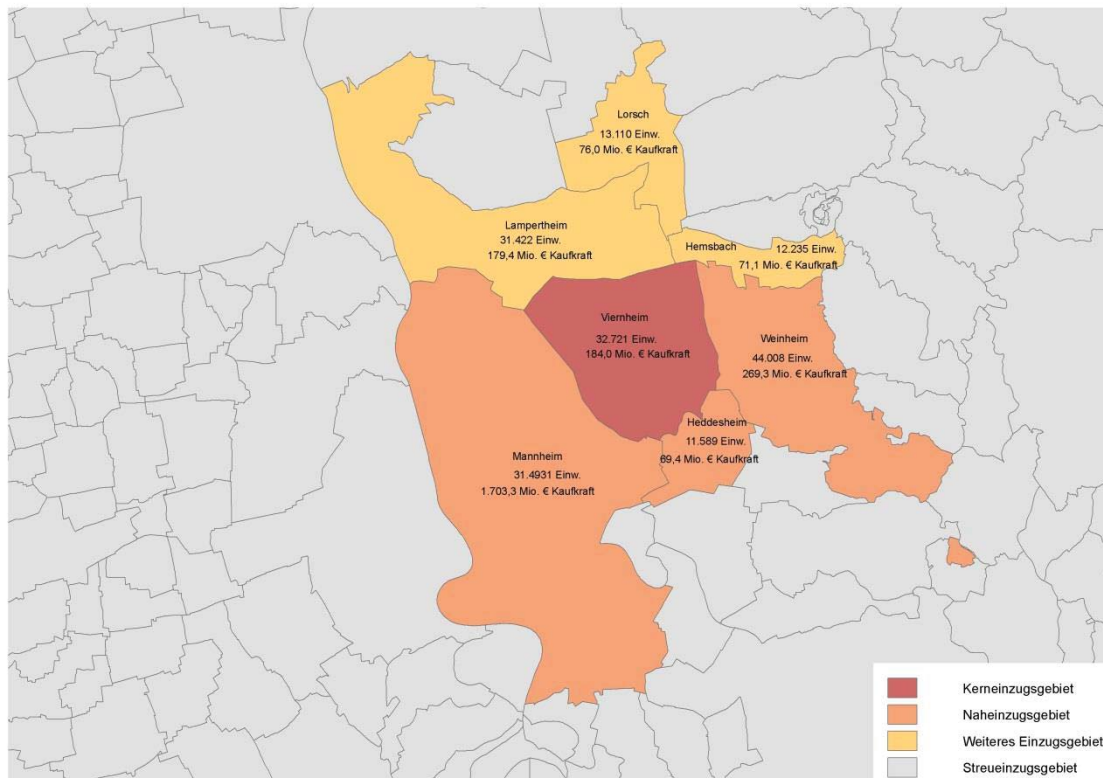 Lorsch
13.110 Einw.
76,0 Mio. € Kaufkraft
Lampertheim
31.422 Einw.
179,4 Mio. € Kaufkraft
Hemsbach
12.235 Einw.
71,1 Mio. € Kaufkraft
Viernheim
32.721 Einw.
184,0 Mio. € Kaufkraft
Weinheim
44.008 Einw.
269,3 Mio. € Kaufkraft
Heddesheim
11.589 Einw.
69,4 Mio. € Kaufkraft
Mannheim
31.4931 Einw.
1.703,3 Mio. € Kaufkraft
Kerneinzugsgebiet
Naheinzugsgebiet
Weiteres Einzugsgebiet
Streueinzugsgebiet